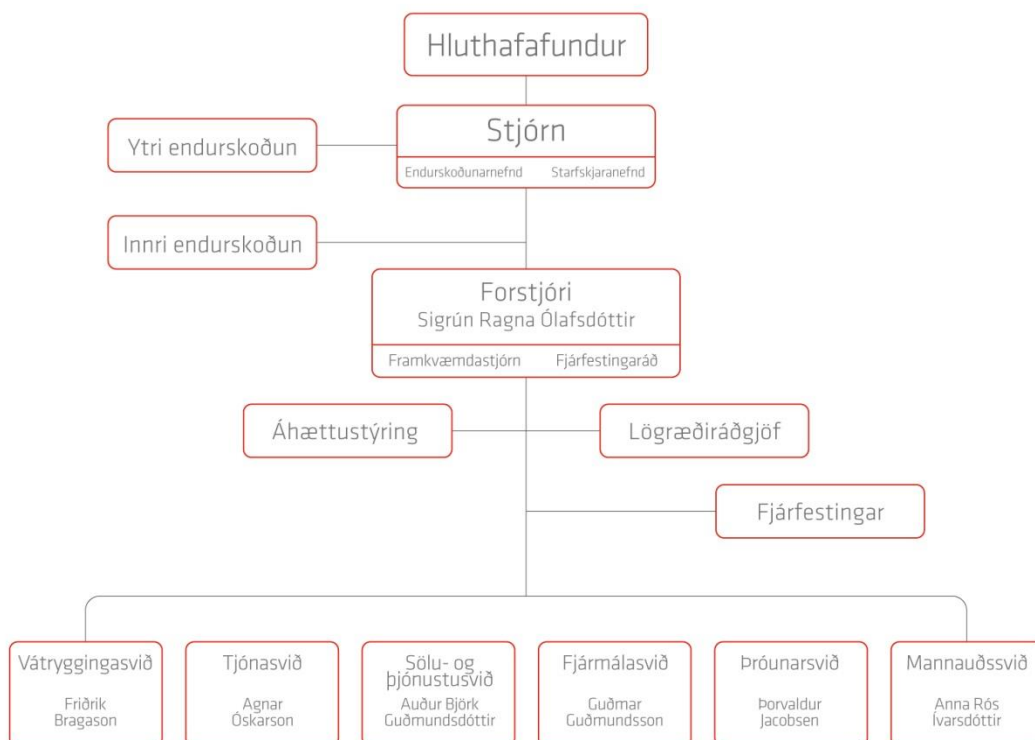 Hluthafafundur
Stjórn
Endurskoðunarnefnd Starfskjaranefnd
Ytri endurskoðun
Innri endurskoðun
Forstjóri
Sigrún Ragna Ólafsdóttir
Framkvæmdastjórn Fjárfestingaráð
Áhættustýring
Lögræðiráðgjöf
Fjárfestingar
Vátryggingasvið
Friðrik
Bragason
Tjónasvið
Agnar
Óskarson
Sölu- og
þjónustusvið
Auður Björk
Guðmundsdóttir
Fjármálasvið
Guðmar
Guðmundsson
Þróunarsvið
Þorvaldur
Jacobsen
Mannauðssvið
Anna Rós
Ívarsdóttir